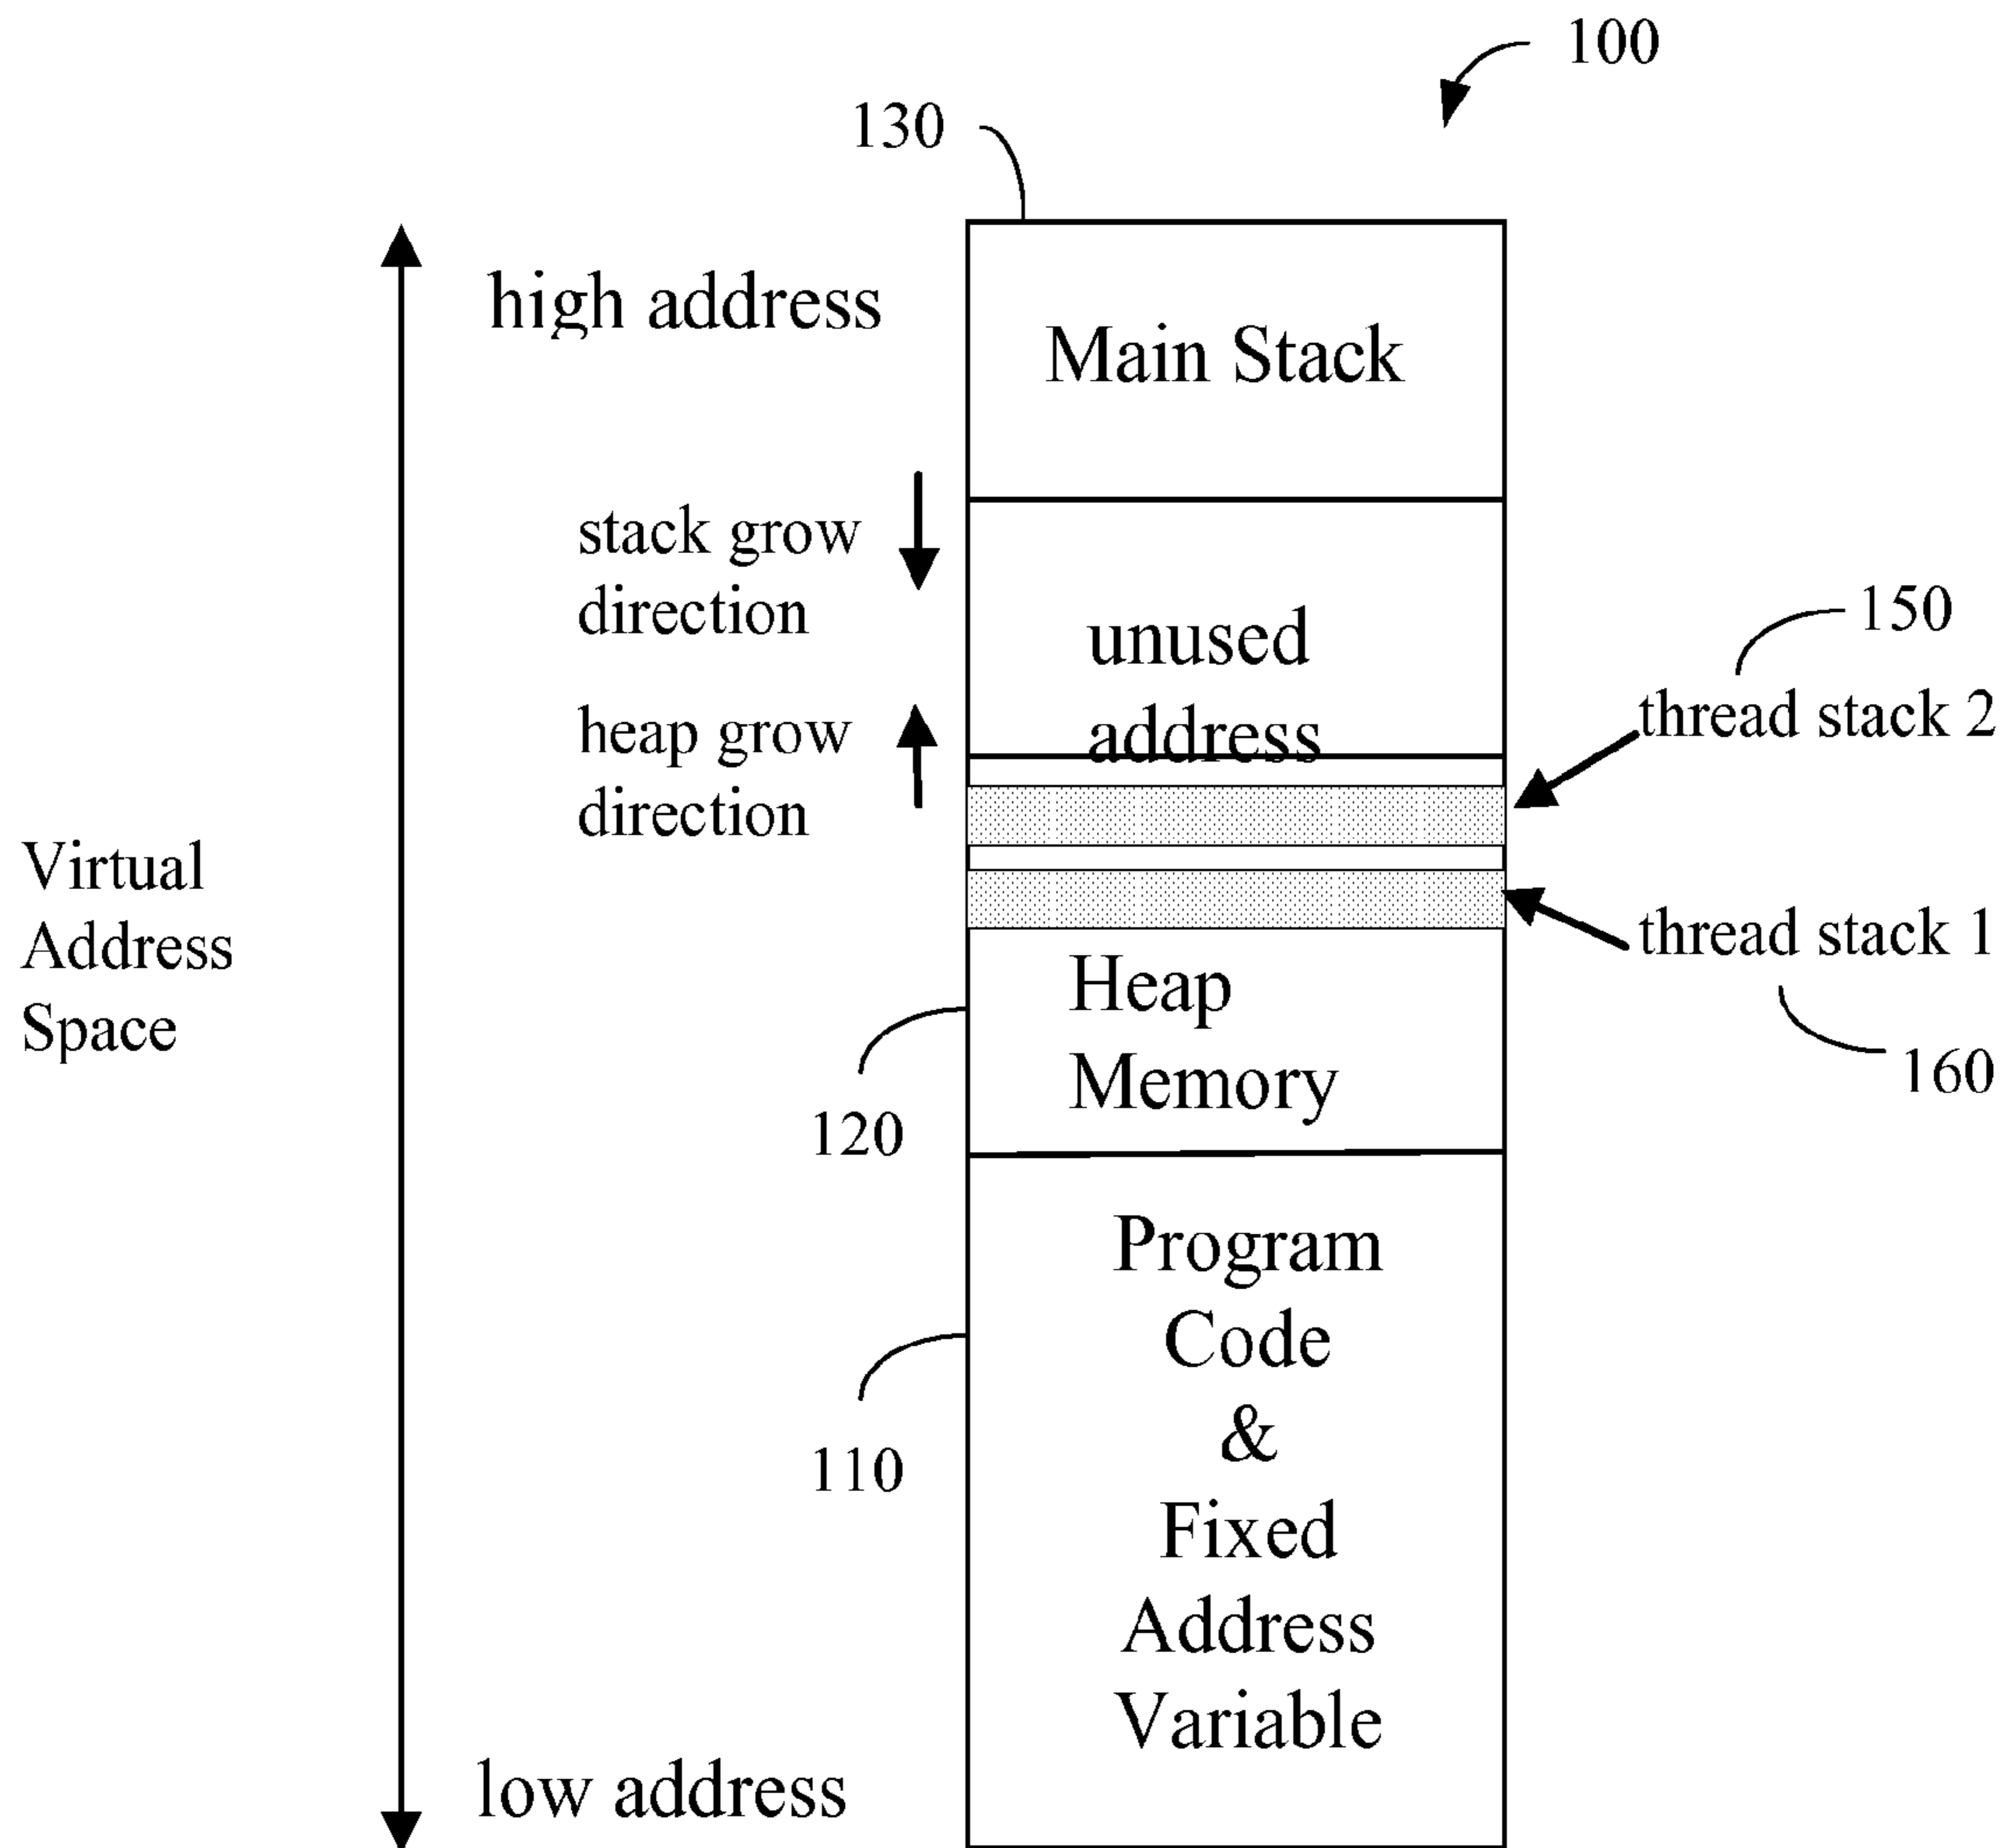 100
130
high address
Main Stack
stack grow
direction
unused
address
150
thread stack 2
heap grow
direction
Virtual
Address
Space
thread stack 1
160
Heap
Memory
120
Program
Code
&
Fixed
Address
Variable
110
low address